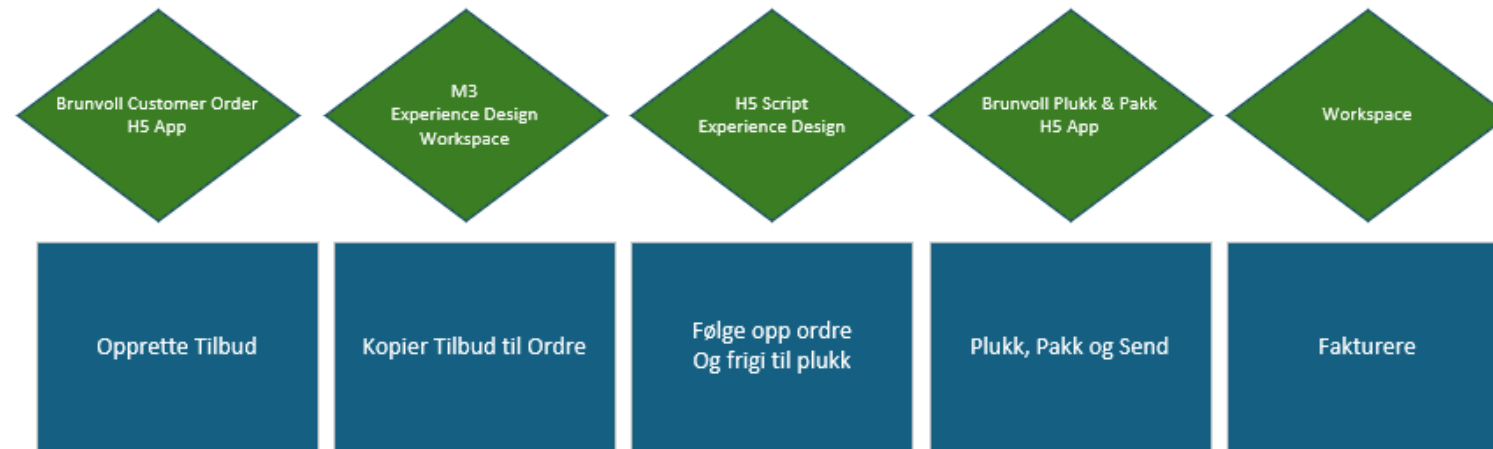 Brunvoll Customer Order
H5 App
M3
Experience Design
Workspace
H5 Script
Experience Design
Brunvoll Plukk & Pakk
H5 App
Workspace
Opprette Tilbud
Kopier Tilbud til Ordre
Følge opp ordre
Og frigi til plukk
Plukk, Pakk og Send
Fakturere